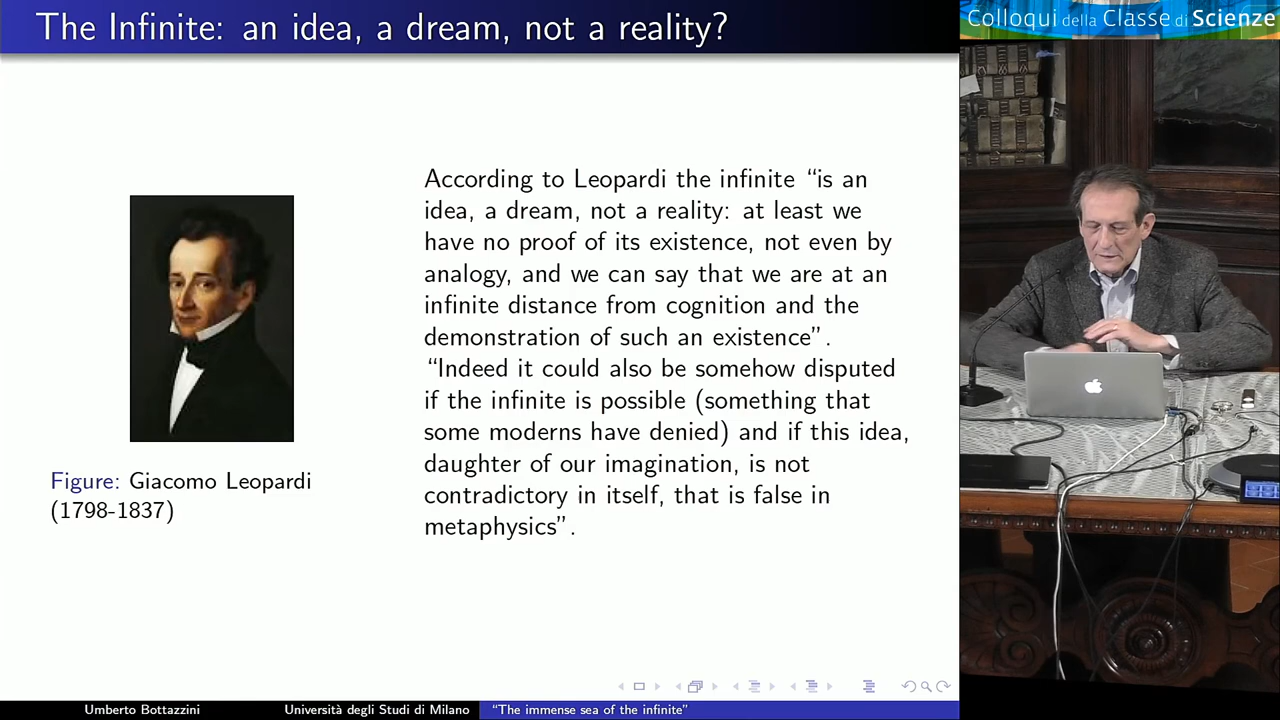 The Infinite: an idea, a dream, not a reality?
Colloqui della Classe di Scienze
According to Leopardi the infinite “is an
idea, a dream, not a reality: at least we
have no proof of its existence, not even by
analogy, and we can say that we are at an
infinite distance from cognition and the
demonstration of such an existence”.
“Indeed it could also be somehow disputed
if the infinite is possible (something that
some moderns have denied) and if this idea,
daughter of our imagination, is not
contradictory in itself, that is false in
metaphysics”.
Figure: Giacomo Leopardi
(1798-1837)
Umberto Bottazzini
Università degli Studi di Milano
“The immense sea of the infinite”